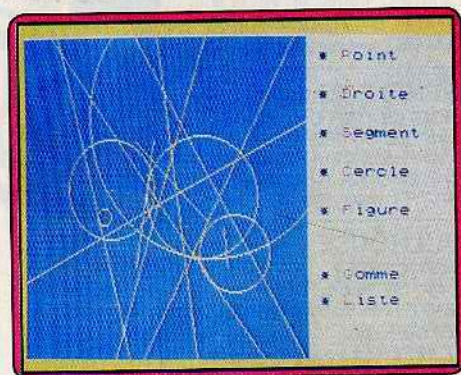 * Point
* Droite
* Segment
* Cercle
* Figure
* Gomme
* Liste